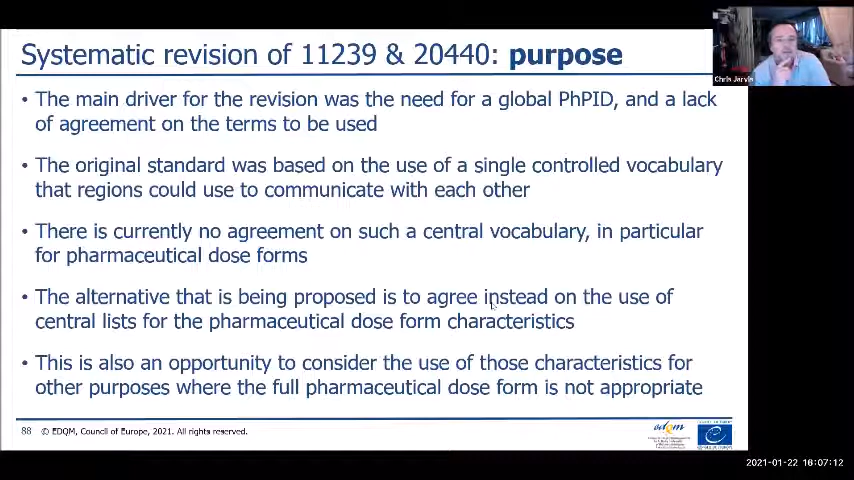 Systematic revision of 11239 & 20440: purpose
Chris Jarvis
• The main driver for the revision was the need for a global PhPID, and a lack
of agreement on the terms to be used
• The original standard was based on the use of a single controlled vocabulary
that regions could use to communicate with each other
• There is currently no agreement on such a central vocabulary, in particular
for pharmaceutical dose forms
• The alternative that is being proposed is to agree instead on the use of
central lists for the pharmaceutical dose form characteristics
• This is also an opportunity to consider the use of those characteristics for
other purposes where the full pharmaceutical dose form is not appropriate
88 © EDQM, Council of Europe, 2021. All rights reserved.
edqm
2021-01-22 16:07:12